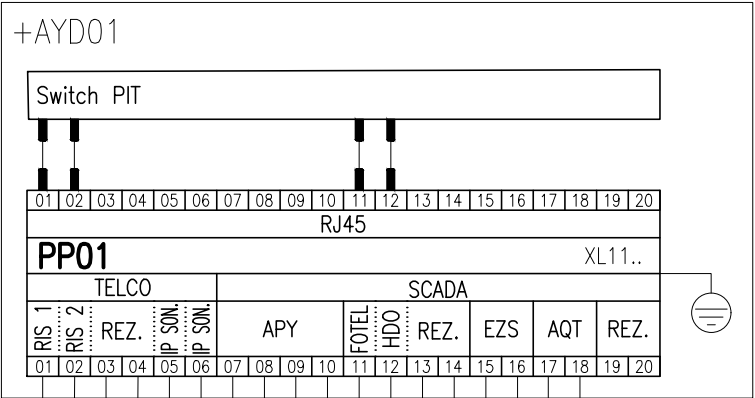 +AYD01
Switch PIT
01 02 03 04 05 06 07 08 09 10 11 12 13 14 15 16 17 18 19 20
RJ45
PP01 XL11..
TELCO SCADA
RIS 1 RIS 2 REZ. IP SON. IP SON. APY FOTEL HDO REZ. EZS AQT REZ.
01 02 03 04 05 06 07 08 09 10 11 12 13 14 15 16 17 18 19 20